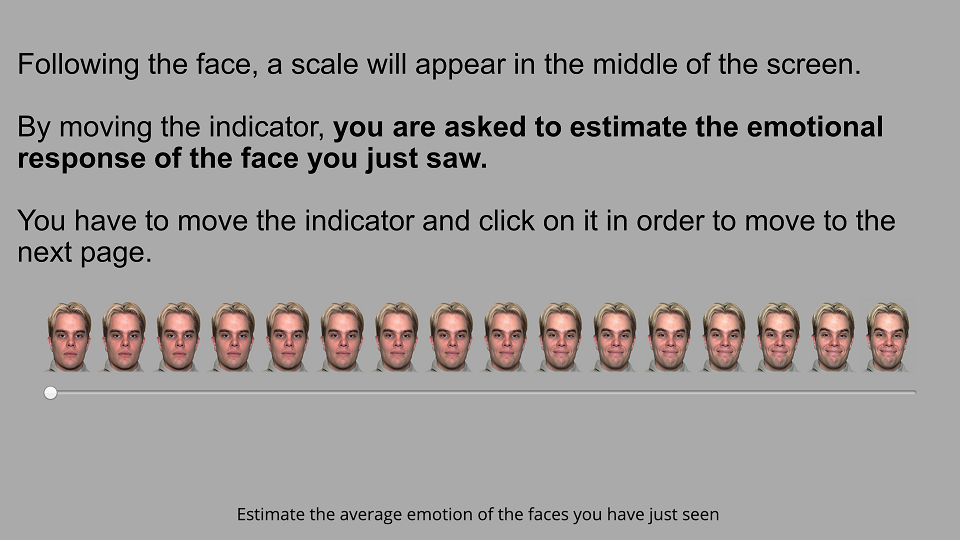 Following the face, a scale will appear in the middle of the screen.
By moving the indicator, you are asked to estimate the emotional
response of the face you just saw.
You have to move the indicator and click on it in order to move to the
next page.
Estimate the average emotion of the faces you have just seen